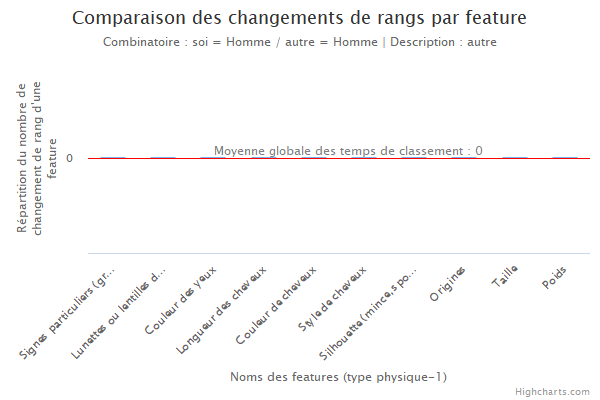 Comparaison des changements de rangs par feature
Combinatoire : soi = Homme / autre = Homme | Description : autre
Répartition du nombre de
changement de rang d'une
feature
0
Moyenne globale des temps de classement : 0
Signes particuliers (gr...
Lunettes ou lentilles d...
Couleur des yeux
Longueur des cheveux
Couleur de cheveux
Style de cheveux
Silhouette (mince,s po...
Origines
Taille
Poids
Noms des features (type physique-1)
Highcharts.com